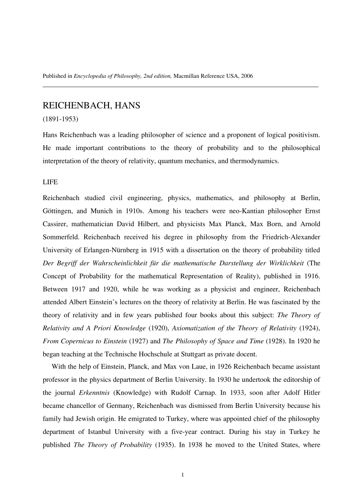 Published in Encyclopedia of Philosophy, 2nd edition, Macmillan Reference USA, 2006
REICHENBACH, HANS
(1891-1953)
Hans Reichenbach was a leading philosopher of science and a proponent of logical positivism.
He made important contributions to the theory of probability and to the philosophical
interpretation of the theory of relativity, quantum mechanics, and thermodynamics.
LIFE
Reichenbach studied civil engineering, physics, mathematics, and philosophy at Berlin,
Göttingen, and Munich in 1910s. Among his teachers were neo-Kantian philosopher Ernst
Cassirer, mathematician David Hilbert, and physicists Max Planck, Max Born, and Arnold
Sommerfeld. Reichenbach received his degree in philosophy from the Friedrich-Alexander
University of Erlangen-Nürnberg in 1915 with a dissertation on the theory of probability titled
Der Begriff der Wahrscheinlichkeit für die mathematische Darstellung der Wirklichkeit (The
Concept of Probability for the mathematical Representation of Reality), published in 1916.
Between 1917 and 1920, while he was working as a physicist and engineer, Reichenbach
attended Albert Einstein's lectures on the theory of relativity at Berlin. He was fascinated by the
theory of relativity and in few years published four books about this subject: The Theory of
Relativity and A Priori Knowledge (1920), Axiomatization of the Theory of Relativity (1924),
From Copernicus to Einstein (1927) and The Philosophy of Space and Time (1928). In 1920 he
began teaching at the Technische Hochschule at Stuttgart as private docent.
With the help of Einstein, Planck, and Max von Laue, in 1926 Reichenbach became assistant
professor in the physics department of Berlin University. In 1930 he undertook the editorship of
the journal Erkenntnis (Knowledge) with Rudolf Carnap. In 1933, soon after Adolf Hitler
became chancellor of Germany, Reichenbach was dismissed from Berlin University because his
family had Jewish origin. He emigrated to Turkey, where was appointed chief of the philosophy
department of Istanbul University with a five-year contract. During his stay in Turkey he
published The Theory of Probability (1935). In 1938 he moved to the United States, where
1